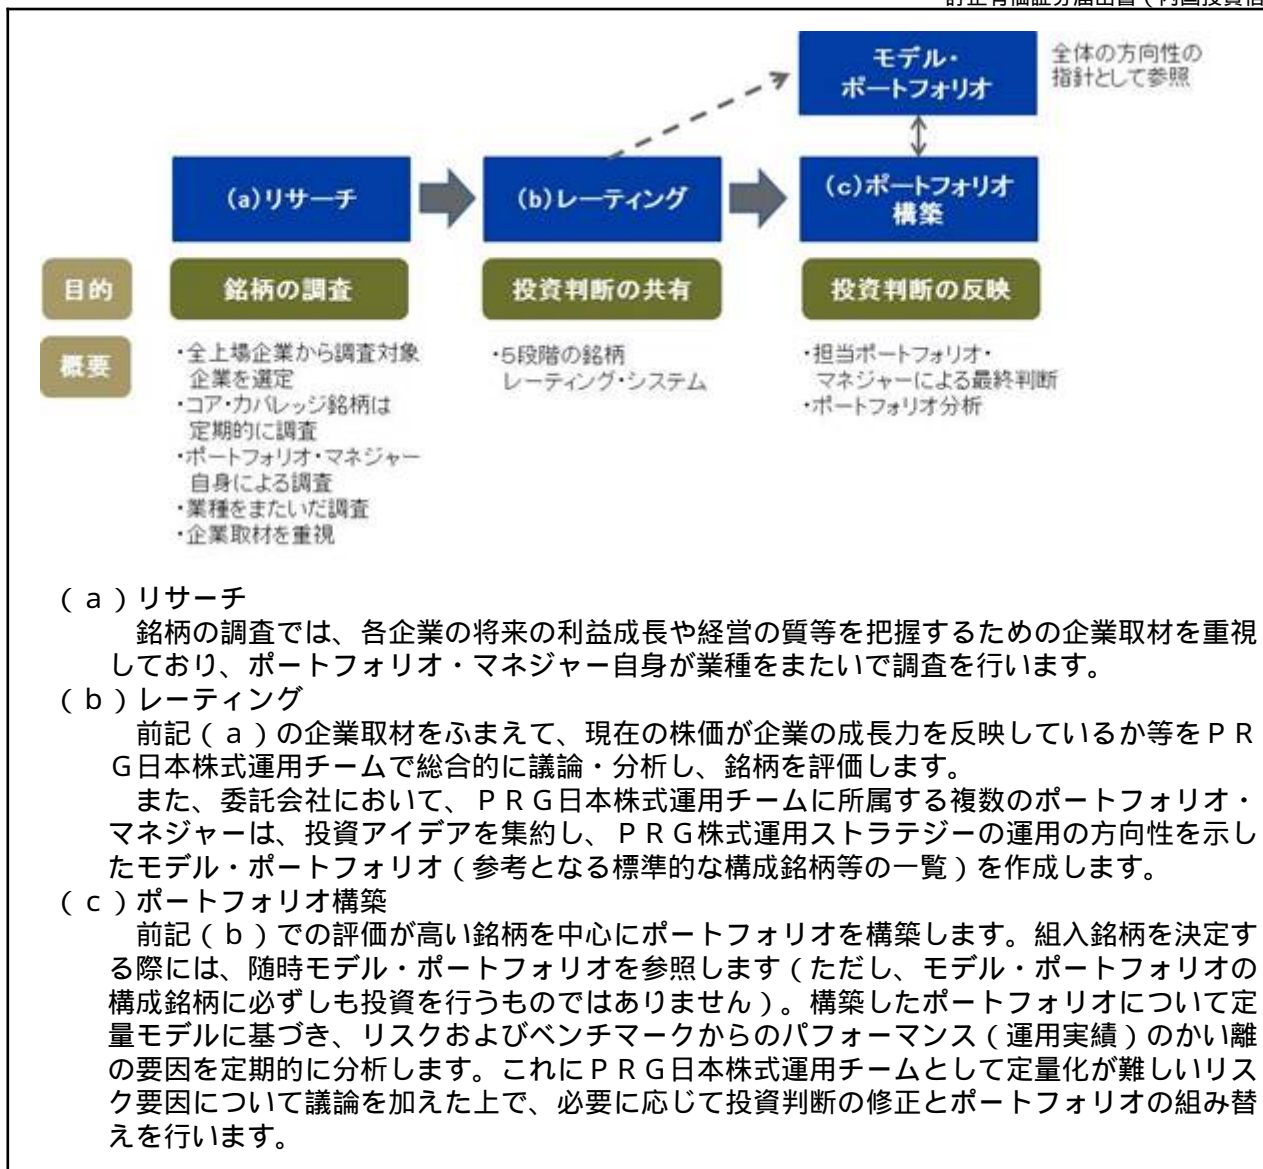 訂正有価証券届出書(内国投資信
モデル・
ポートフォリオ
全体の方向性の
指針として参照
(a)リサーチ
(b)レーティング
(c)ポートフォリオ
構築
目的
銘柄の調査
投資判断の共有
投資判断の反映
概要
・全上場企業から調査対象
企業を選定
・コア・カバレッジ銘柄は
定期的に調査
・ポートフォリオ・マネジャー
自身による調査
・業種をまたいだ調査
・企業取材を重視
・5段階の銘柄
レーティング・システム
・担当ポートフォリオ・
マネジャーによる最終判断
・ポートフォリオ分析
(a)リサーチ
銘柄の調査では、各企業の将来の利益成長や経営の質等を把握するための企業取材を重視
しており、ポートフォリオ・マネジャー自身が業種をまたいで調査を行います。
(b)レーティング
前記(a)の企業取材をふまえて、現在の株価が企業の成長力を反映しているか等をPR
G日本株式運用チームで総合的に議論・分析し、銘柄を評価します。
また、委託会社において、PRG日本株式運用チームに所属する複数のポートフォリオ・
マネジャーは、投資アイデアを集約し、PRG株式運用ストラテジーの運用の方向性を示し
たモデル・ポートフォリオ(参考となる標準的な構成銘柄等の一覧)を作成します。
(c)ポートフォリオ構築
前記(b)での評価が高い銘柄を中心にポートフォリオを構築します。組入銘柄を決定す
る際には、随時モデル・ポートフォリオを参照します(ただし、モデル・ポートフォリオの
構成銘柄に必ずしも投資を行うものではありません)。構築したポートフォリオについて定
量モデルに基づき、リスクおよびベンチマークからのパフォーマンス(運用実績)のかい離
の要因を定期的に分析します。これにPRG日本株式運用チームとして定量化が難しいリス
ク要因について議論を加えた上で、必要に応じて投資判断の修正とポートフォリオの組み替
えを行います。